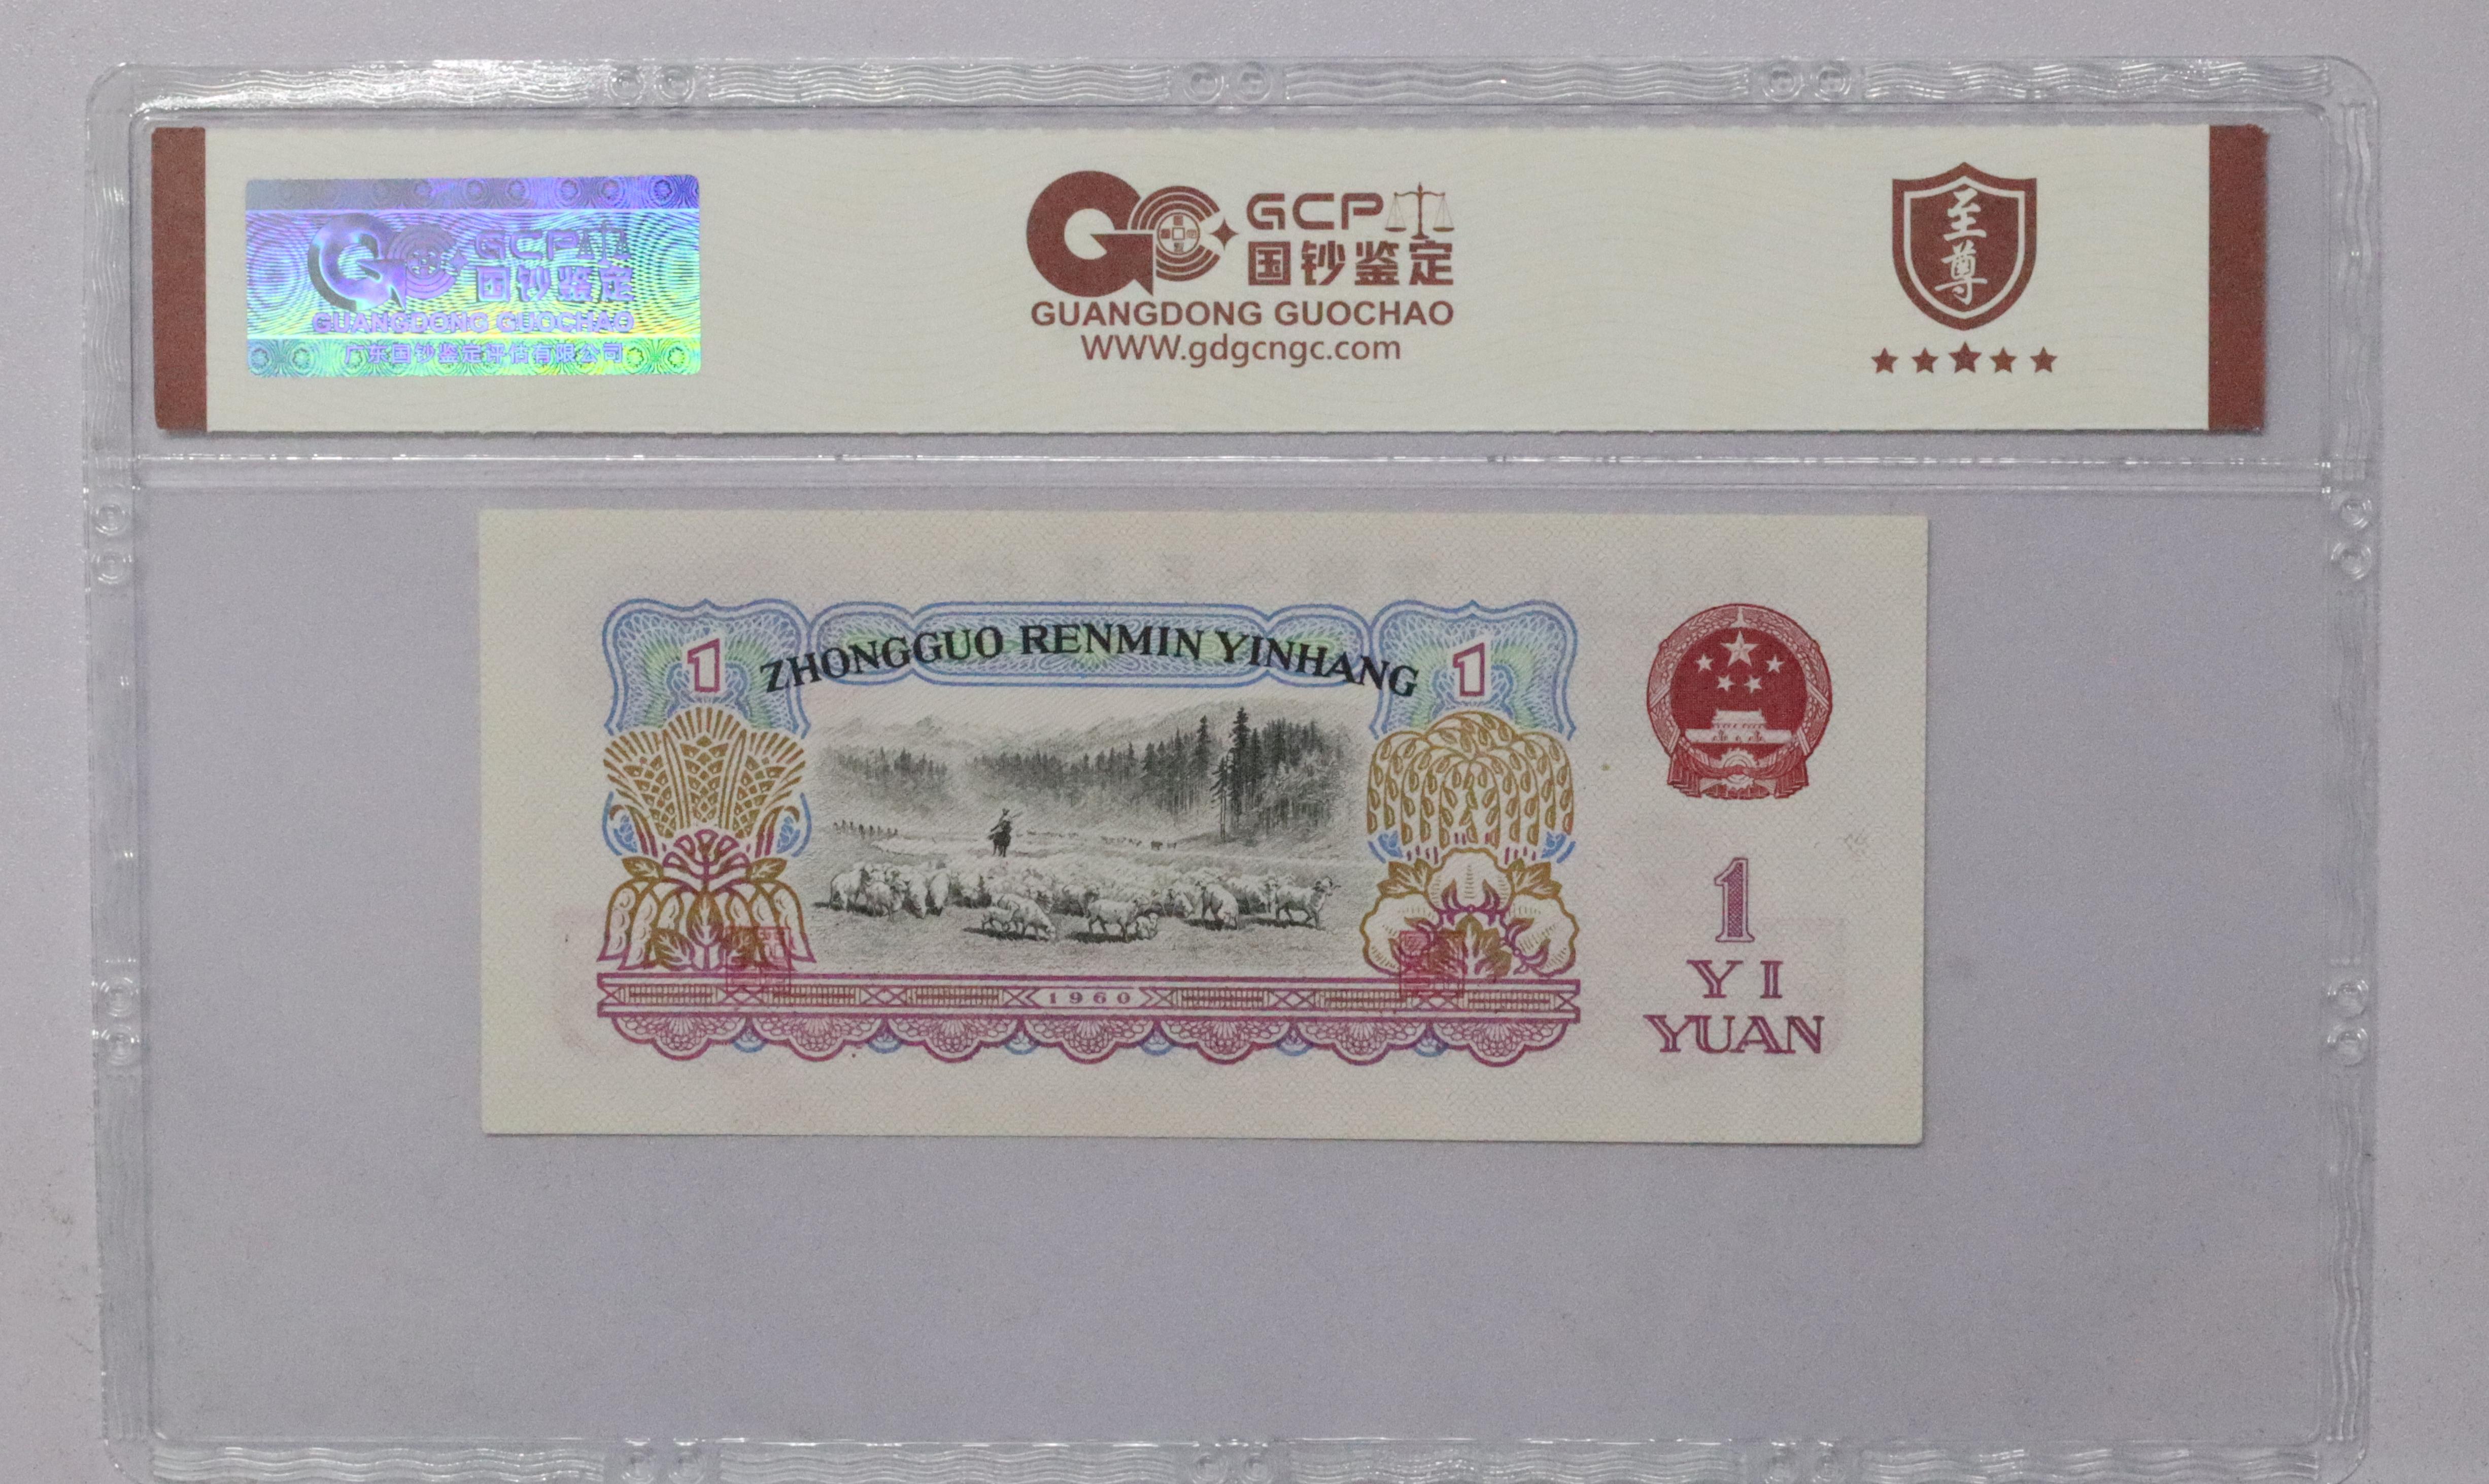 GCP
国钞鉴定
GUANGDONG GUOCHAO
广东国钞鉴定评估有限公司
GCP
国钞鉴定
GUANGDONG GUOCHAO
www.gdgcngc.com
至尊
1 ZHONGGUO RENMIN YINHANG 1
1960
1
YI
YUAN